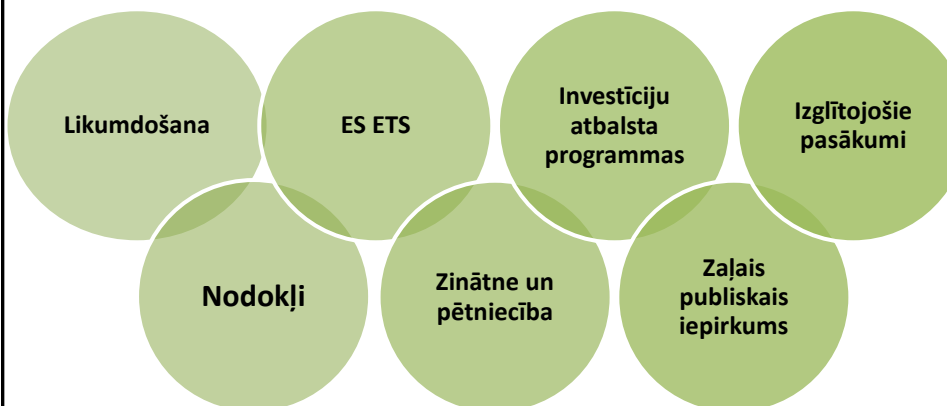 Likumdošana
ES ETS
Investīciju
atbalsta
programmas
Izglītojošie
pasākumi
Nodokļi
Zinātne un
pētniecība
Zaļais
publiskais
iepirkums